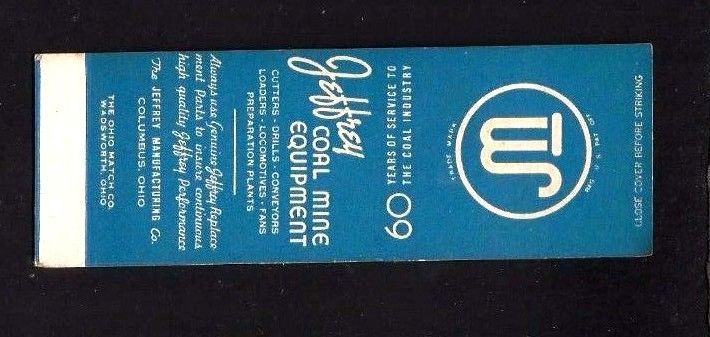 CLOSE COVER BEFORE STRIKING
TRADE MARK
REG. U. S. PAT. OFF.
60 YEARS OF SERVICE TO
THE COAL INDUSTRY
Jeffrey
COAL MINE
EQUIPMENT
CUTTERS - DRILLS - CONVEYORS
LOADERS - LOCOMOTIVES - FANS
PREPARATION PLANTS
Always use genuine Jeffrey Replace-
ment Parts to insure continuous
high quality Jeffrey Performance
The JEFFREY MANUFACTURING Co.
COLUMBUS, OHIO
THE OHIO MATCH CO.
WADSWORTH, OHIO